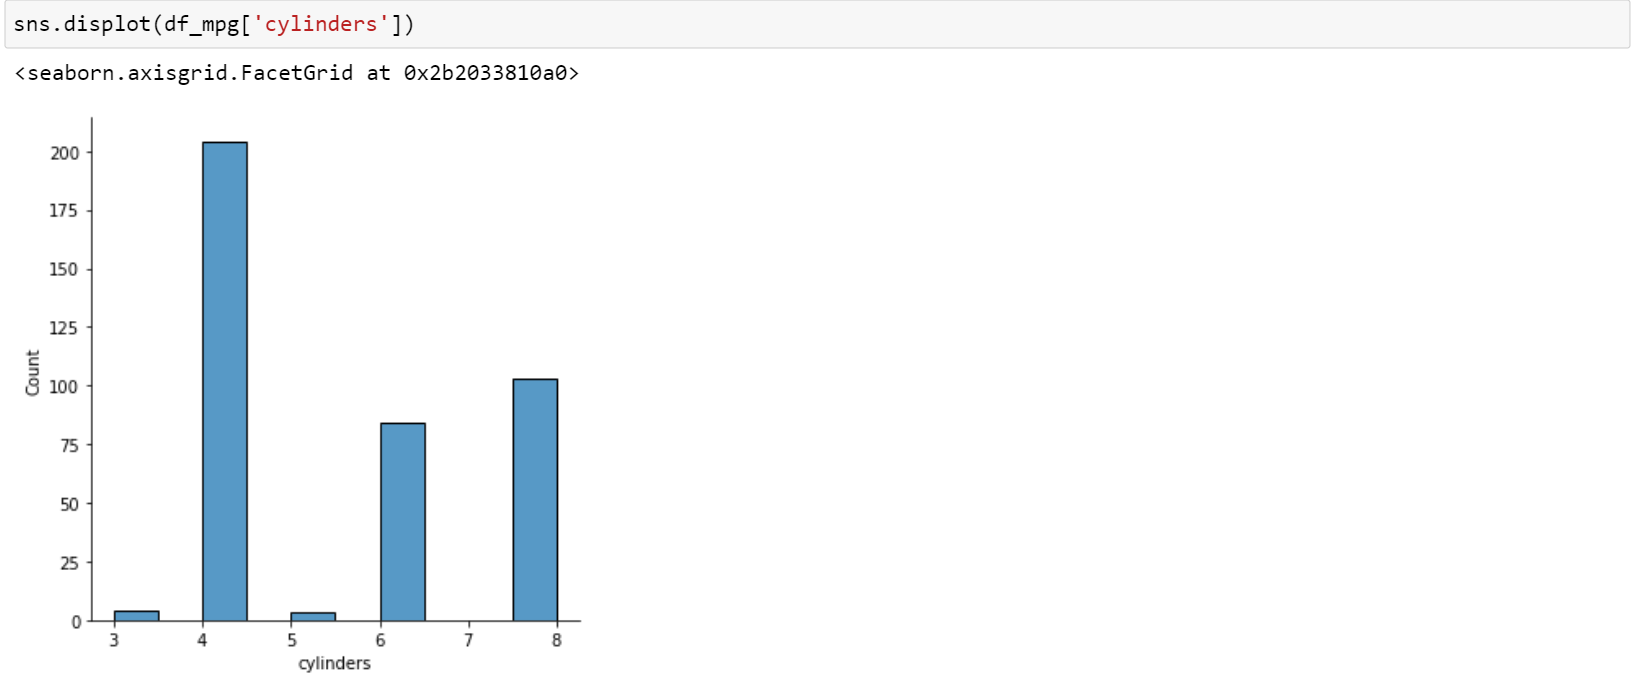 sns.displot(df_mpg['cylinders'])
<seaborn.axisgrid.FacetGrid at 0x2b2033810a0>
200
175
150
125
100
75
50
25
0
Count
3 4 5 6 7 8
cylinders